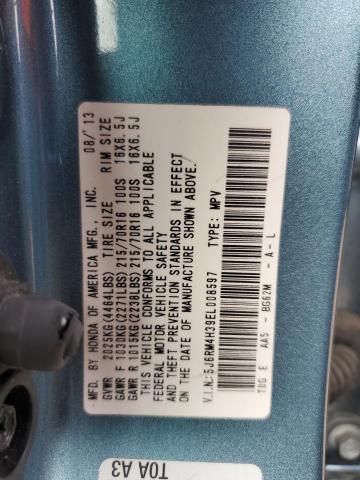 MFD. BY HONDA OF AMERICA MFG., INC. 08/'13
GVWR 2025KG(4464LBS) TIRE SIZE RIM SIZE
GAWR F 1030KG(2271LBS) 215/70R16 100S 16X6.5J
GAWR R 1015KG(2238LBS) 215/70R16 100S 16X6.5J
THIS VEHICLE CONFORMS TO ALL APPLICABLE
FEDERAL MOTOR VEHICLE SAFETY
AND THEFT PREVENTION STANDARDS IN EFFECT
ON THE DATE OF MANUFACTURE SHOWN ABOVE.
V.I.N:5J6RM4H39EL008597 TYPE: MPV
TDG E AA5 - BG62M - A - L
T0A A3